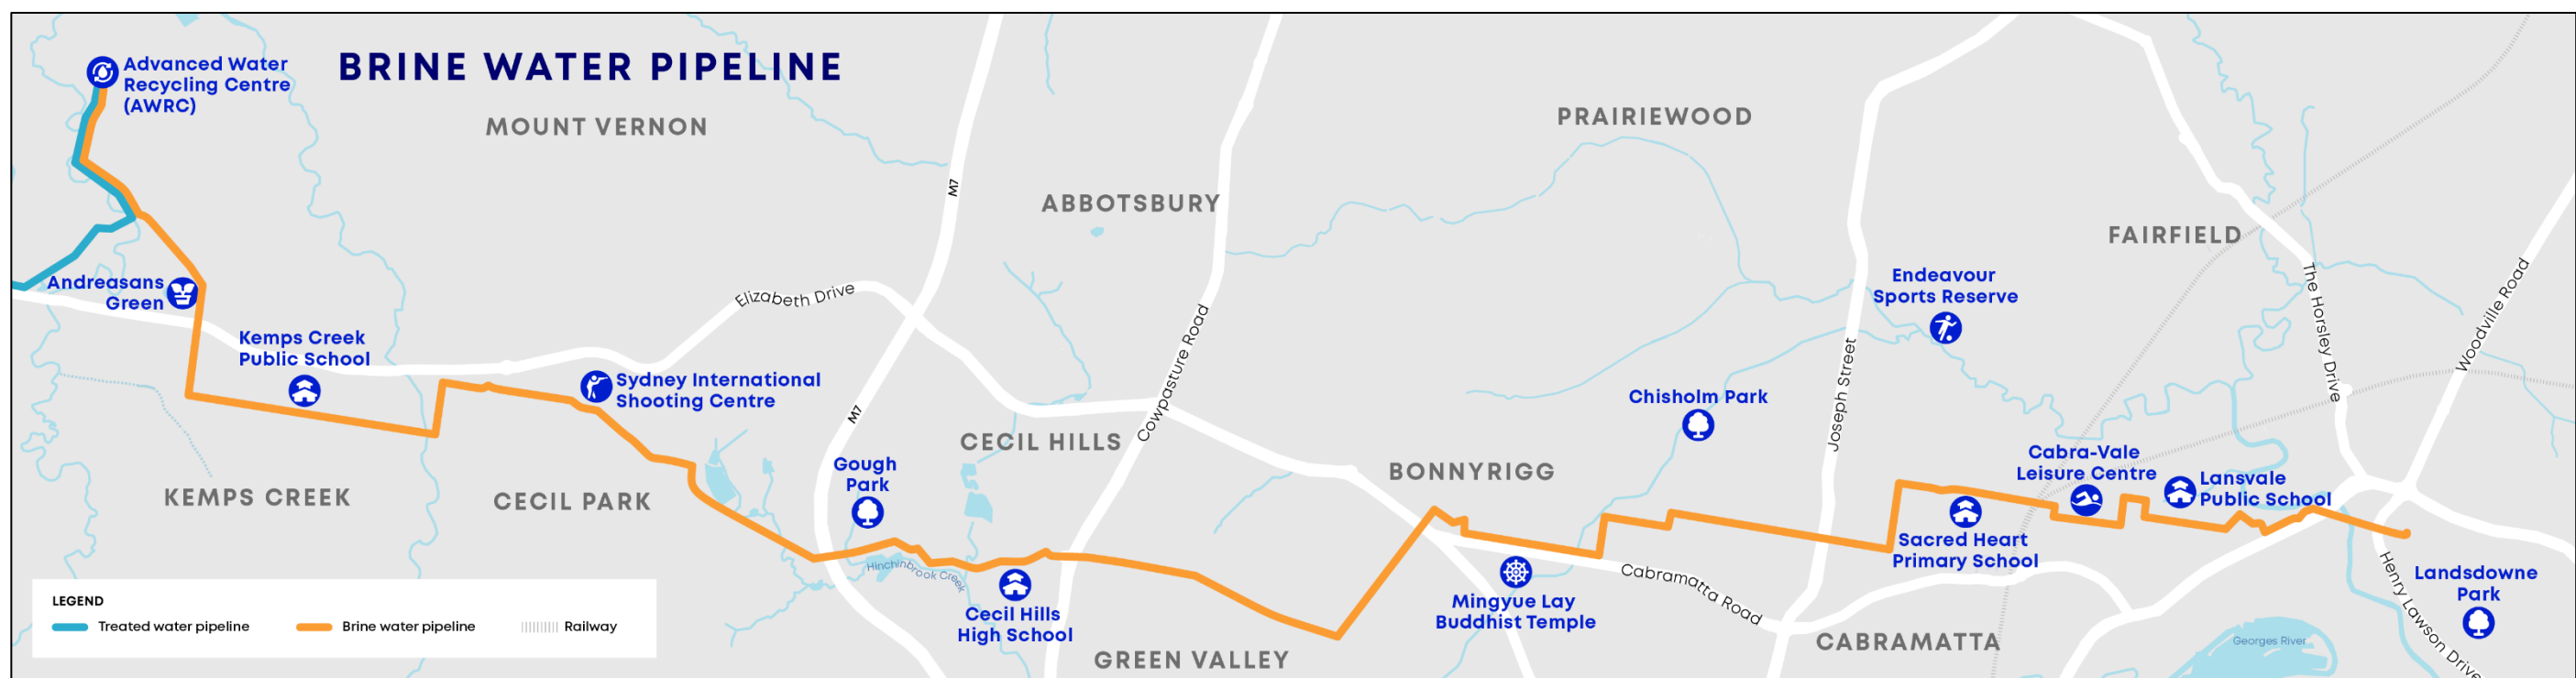 BRINE WATER PIPELINE
Advanced Water
Recycling Centre
(AWRC)
MOUNT VERNON
PRAIRIEWOOD
M7
ABBOTSBURY
FAIRFIELD
Andreasans
Green
Elizabeth Drive
Endeavour
Sports Reserve
The Horsley Drive
Woodville Road
Kemps Creek
Public School
Cowpasture Road
Joseph Street
Sydney International
Shooting Centre
M7
Chisholm Park
CECIL HILLS
Gough
Park
BONNYRIGG
Cabra-Vale
Leisure Centre
Lansvale
Public School
KEMPS CREEK
CECIL PARK
Sacred Heart
Primary School
Hinchinbrook Creek
Cecil Hills
High School
Mingyue Lay
Buddhist Temple
Cabramatta Road
Henry Lawson Drive
Landsdowne
Park
GREEN VALLEY
CABRAMATTA
Georges River
LEGEND
Treated water pipeline
Brine water pipeline
Railway